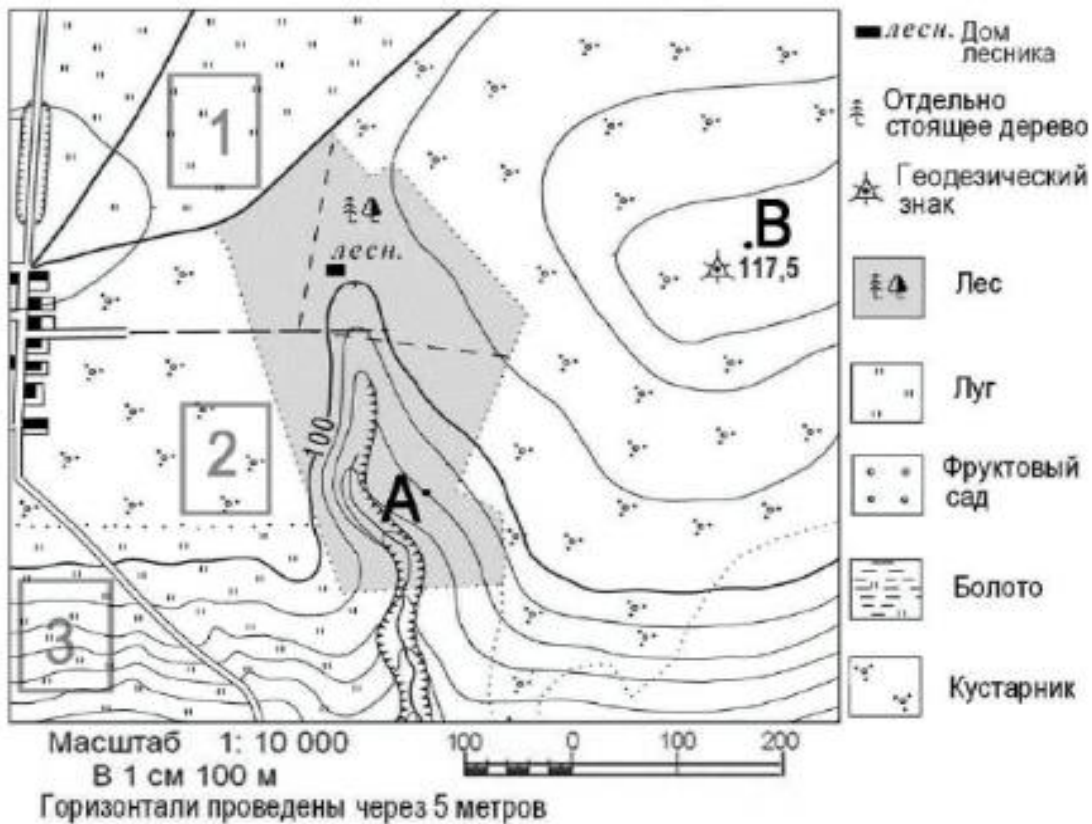 1
2
3
А
.В
117,5
лесн.
100
лесн. Дом
лесника
Отдельно
стоящее дерево
Геодезический
знак
Лес
Луг
Фруктовый
сад
Болото
Кустарник
Масштаб 1: 10 000
В 1 см 100 м
Горизонтали проведены через 5 метров
100 0 100 200